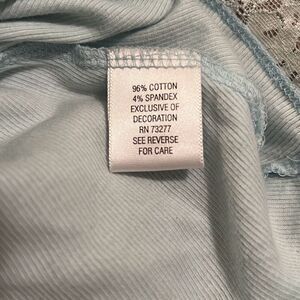 96% COTTON
4% SPANDEX
EXCLUSIVE OF
DECORATION
RN 73277
SEE REVERSE
FOR CARE